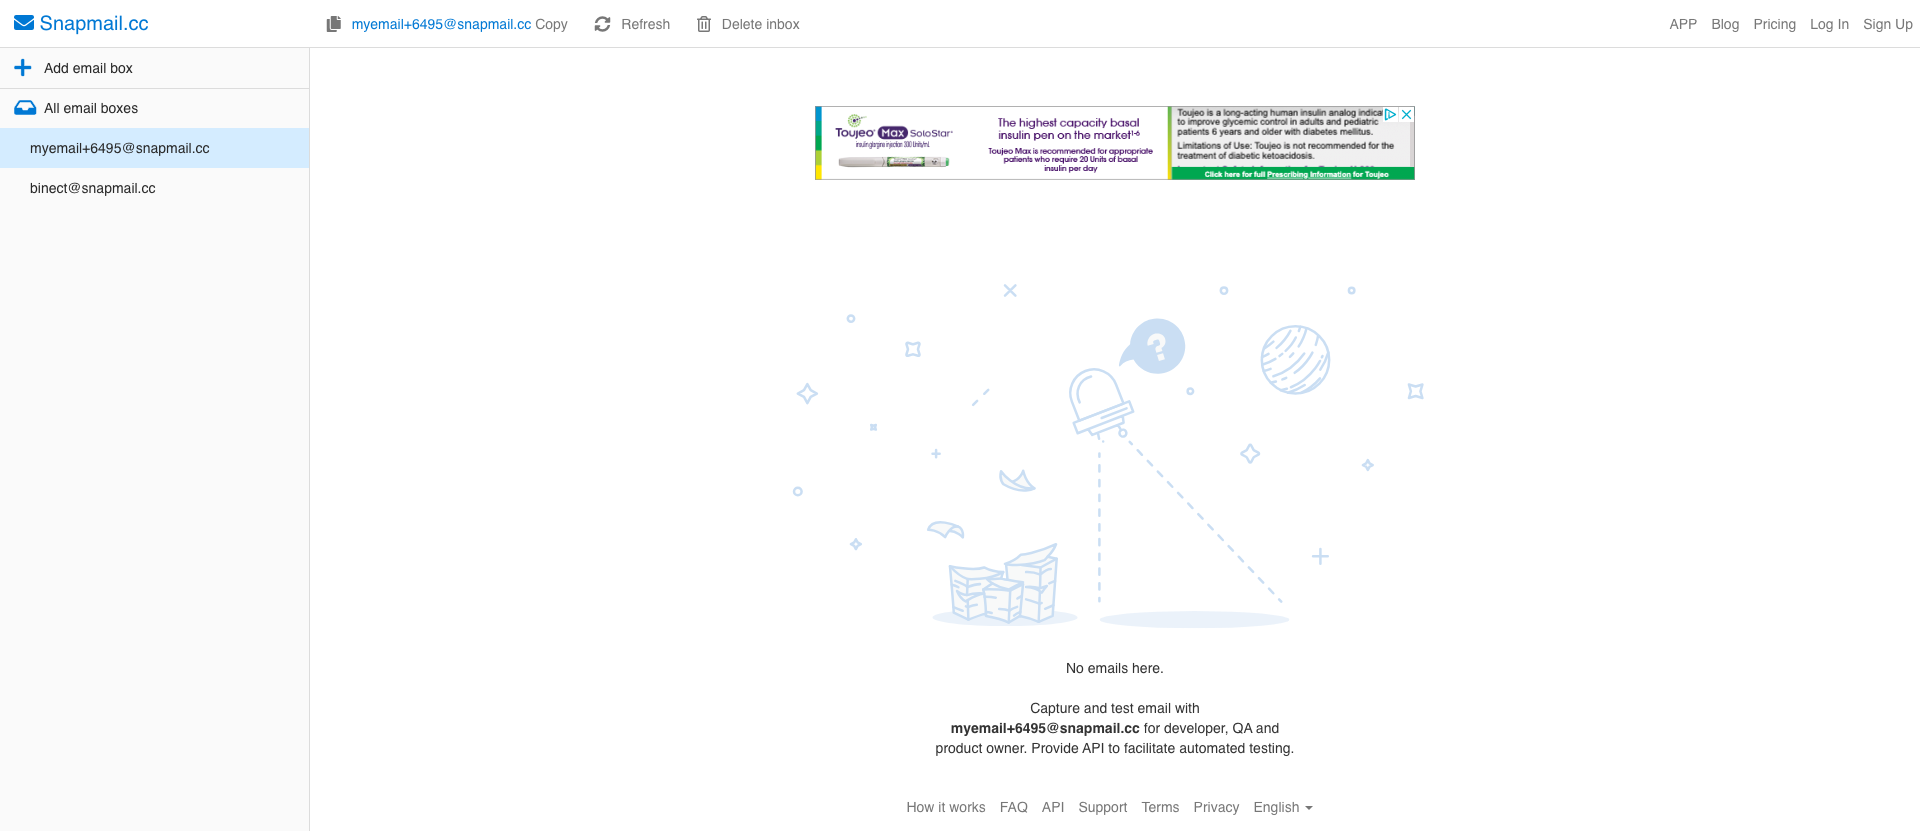 Snapmail.cc
myemail+6495@snapmail.cc Copy
Refresh
Delete inbox
APP
Blog
Pricing
Log In
Sign Up
Add email box
All email boxes
myemail+6495@snapmail.cc
binect@snapmail.cc
Toujeo Max SoloStar
insulin glargine injection 300 Units/mL
The highest capacity basal
insulin pen on the market¹⁻⁶
Toujeo Max is recommended for appropriate
patients who require 20 Units of basal
insulin per day
Toujeo is a long-acting human insulin analog
to improve glycemic control in adults and pediatric
patients 6 years and older with diabetes mellitus.
Limitations of Use: Toujeo is not recommended for the
treatment of diabetic ketoacidosis.
Click here for full Prescribing Information for Toujeo
?
No emails here.
Capture and test email with
myemail+6495@snapmail.cc for developer, QA and
product owner. Provide API to facilitate automated testing.
How it works
FAQ
API
Support
Terms
Privacy
English